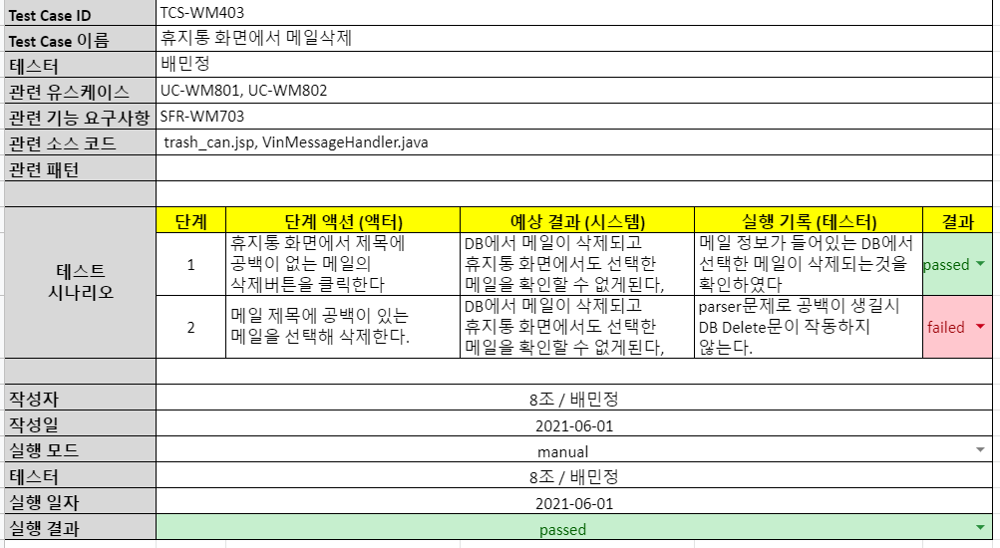 Test Case ID TCS-WM403
Test Case 이름 휴지통 화면에서 메일삭제
테스터 배민정
관련 유스케이스 UC-WM801, UC-WM802
관련 기능 요구사항 SFR-WM703
관련 소스 코드 trash_can.jsp, VinMessageHandler.java
관련 패턴
테스트
시나리오
단계 단계 액션 (액터) 예상 결과 (시스템) 실행 기록 (테스터) 결과
1
휴지통 화면에서 제목에
공백이 없는 메일의
삭제버튼을 클릭한다
DB에서 메일이 삭제되고
휴지통 화면에서도 선택한
메일을 확인할 수 없게된다,
메일 정보가 들어있는 DB에서
선택한 메일이 삭제되는것을
확인하였다
passed
2
메일 제목에 공백이 있는
메일을 선택해 삭제한다.
DB에서 메일이 삭제되고
휴지통 화면에서도 선택한
메일을 확인할 수 없게된다,
parser문제로 공백이 생길시
DB Delete문이 작동하지
않는다.
failed
작성자 8조 / 배민정
작성일 2021-06-01
실행 모드 manual
테스터 8조 / 배민정
실행 일자 2021-06-01
실행 결과 passed